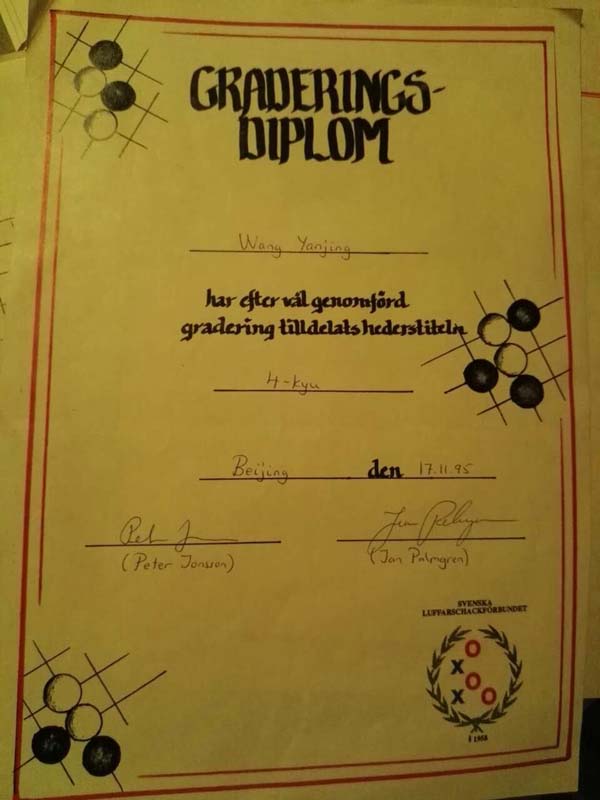 GRADERINGS-
DIPLOM
Wang Yanjing
har efter väl genomförd
gradering tilldelats hederstiteln
4-kyu
Beijing den 17.11.95
(Peter Jonsson) (Jan Palmgren)
SVENSKA
LUFFARSCHACKFÖRBUNDET
O
X
O
X O
1958